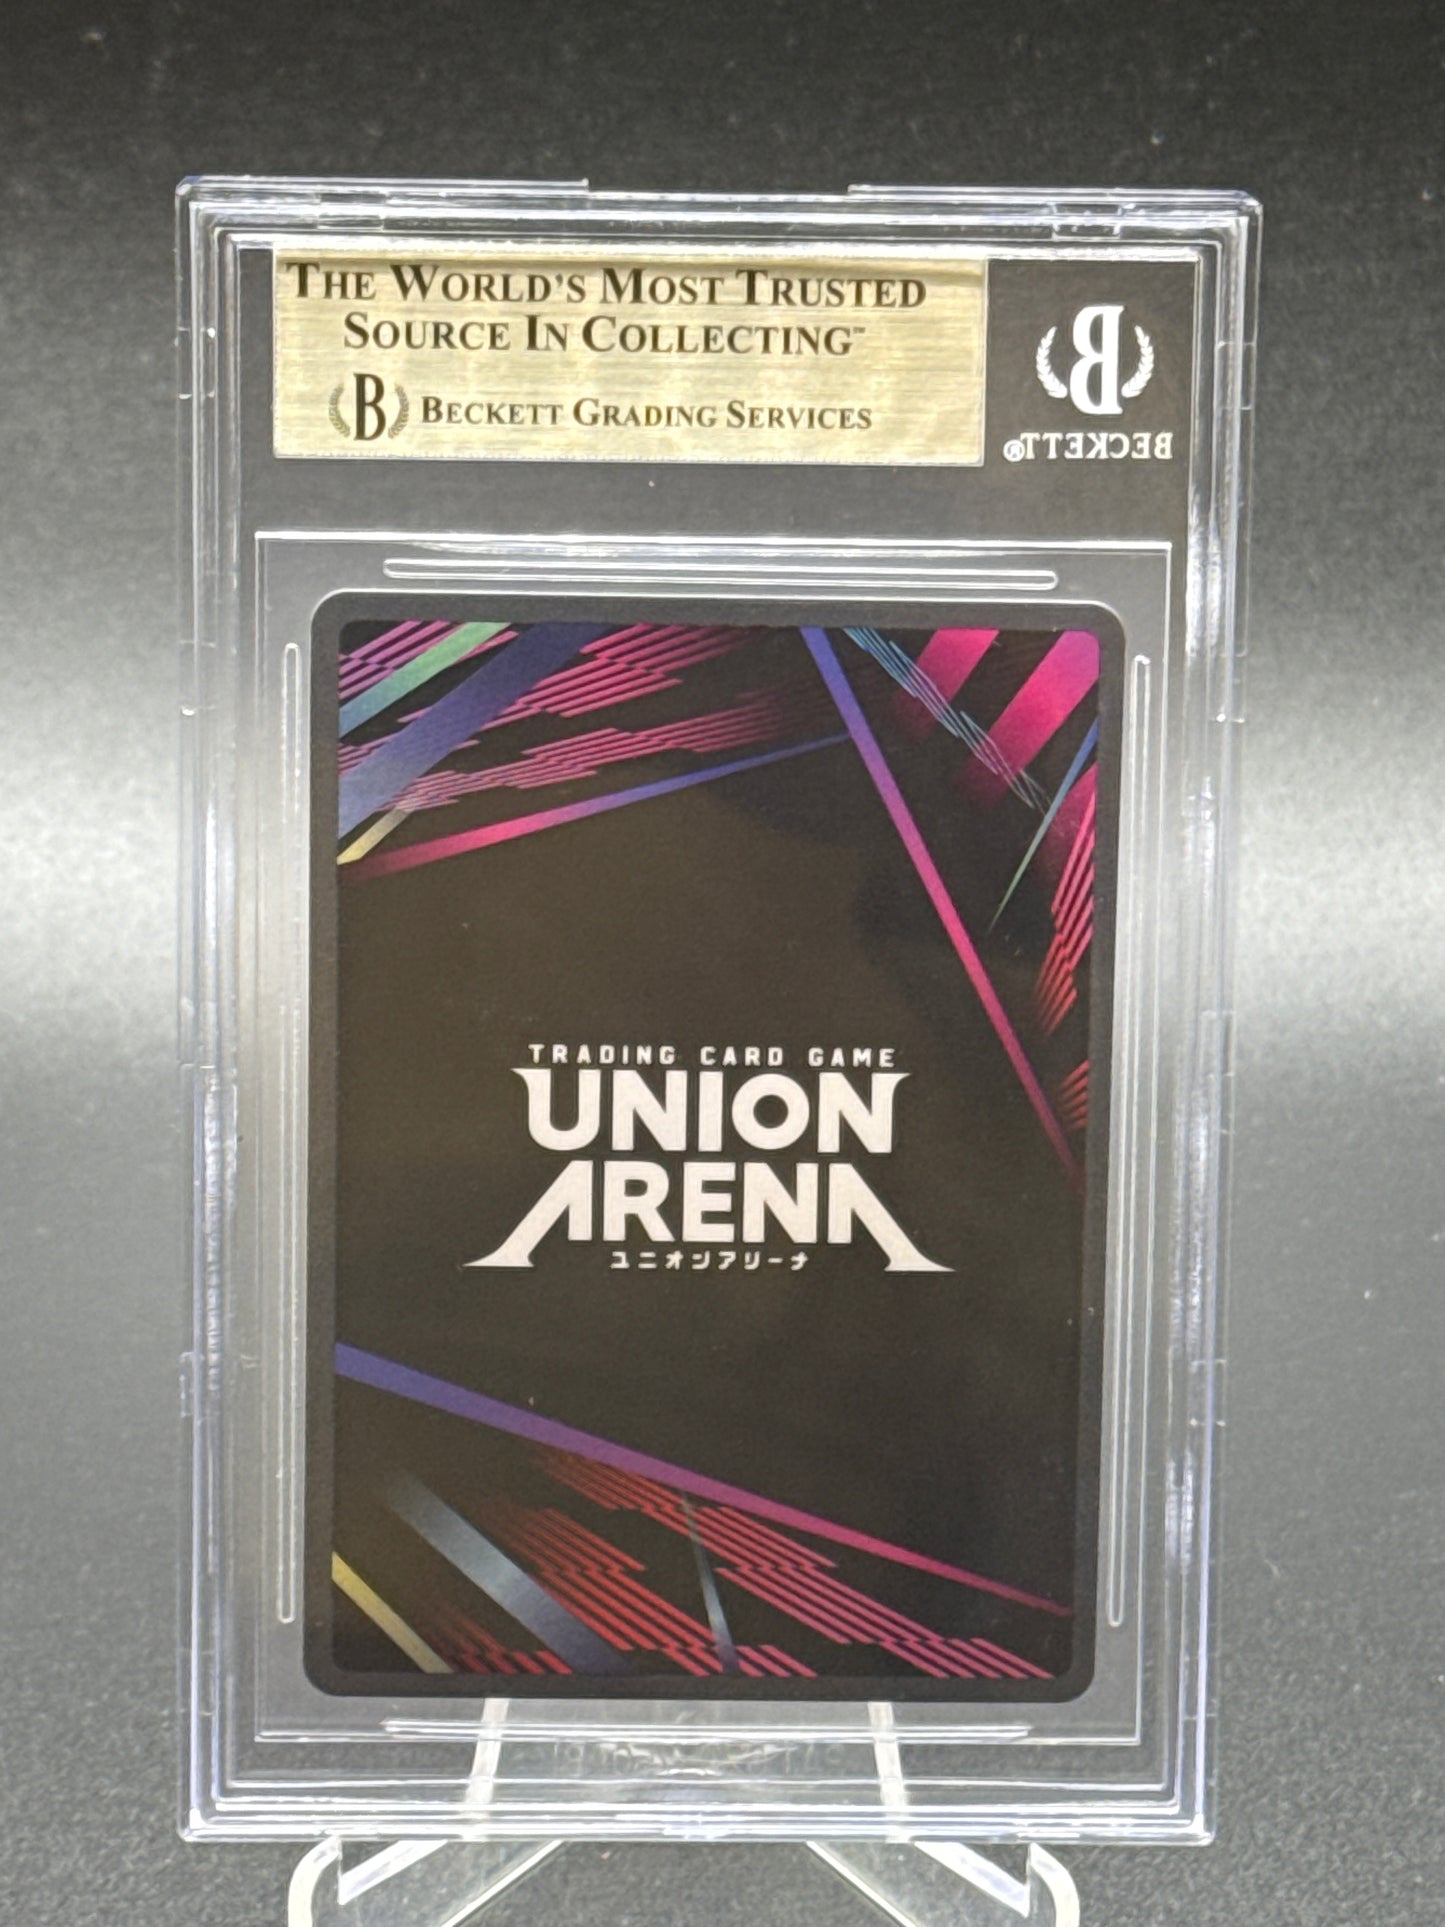 THE WORLD'S MOST TRUSTED
SOURCE IN COLLECTING™
B BECKETT GRADING SERVICES
B
BECKETT®
TRADING CARD GAME
UNION
ARENA
ユニオンアリーナ